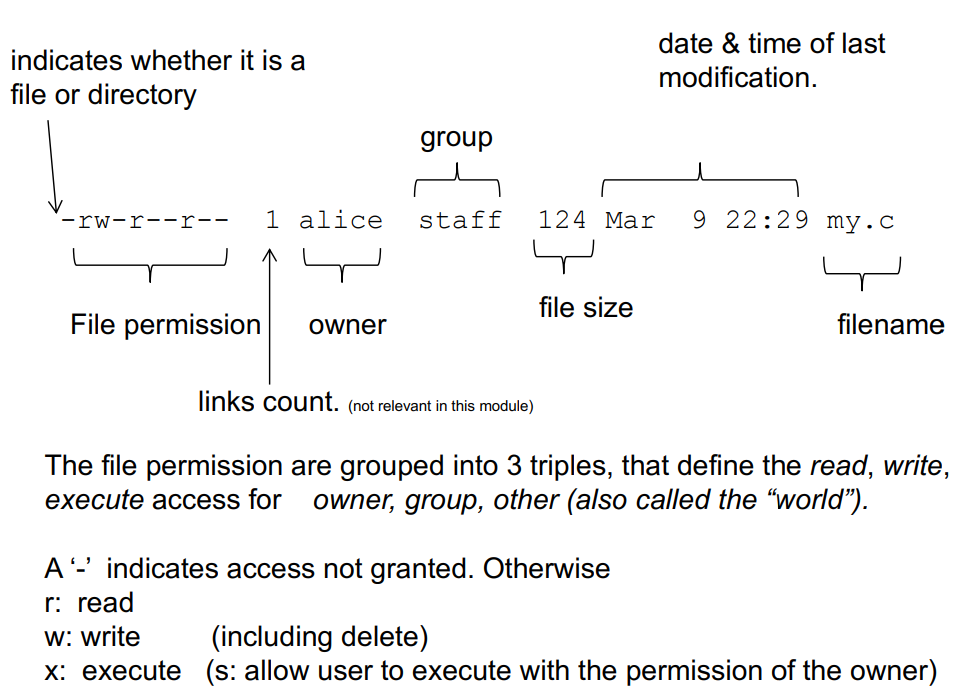 indicates whether it is a
file or directory
date & time of last
modification.
group
-rw-r--r-- 1 alice staff 124 Mar 9 22:29 my.c
File permission
owner
file size
filename
links count. (not relevant in this module)
The file permission are grouped into 3 triples, that define the read, write,
execute access for owner, group, other (also called the “world”).
A ‘-’ indicates access not granted. Otherwise
r: read
w: write (including delete)
x: execute (s: allow user to execute with the permission of the owner)